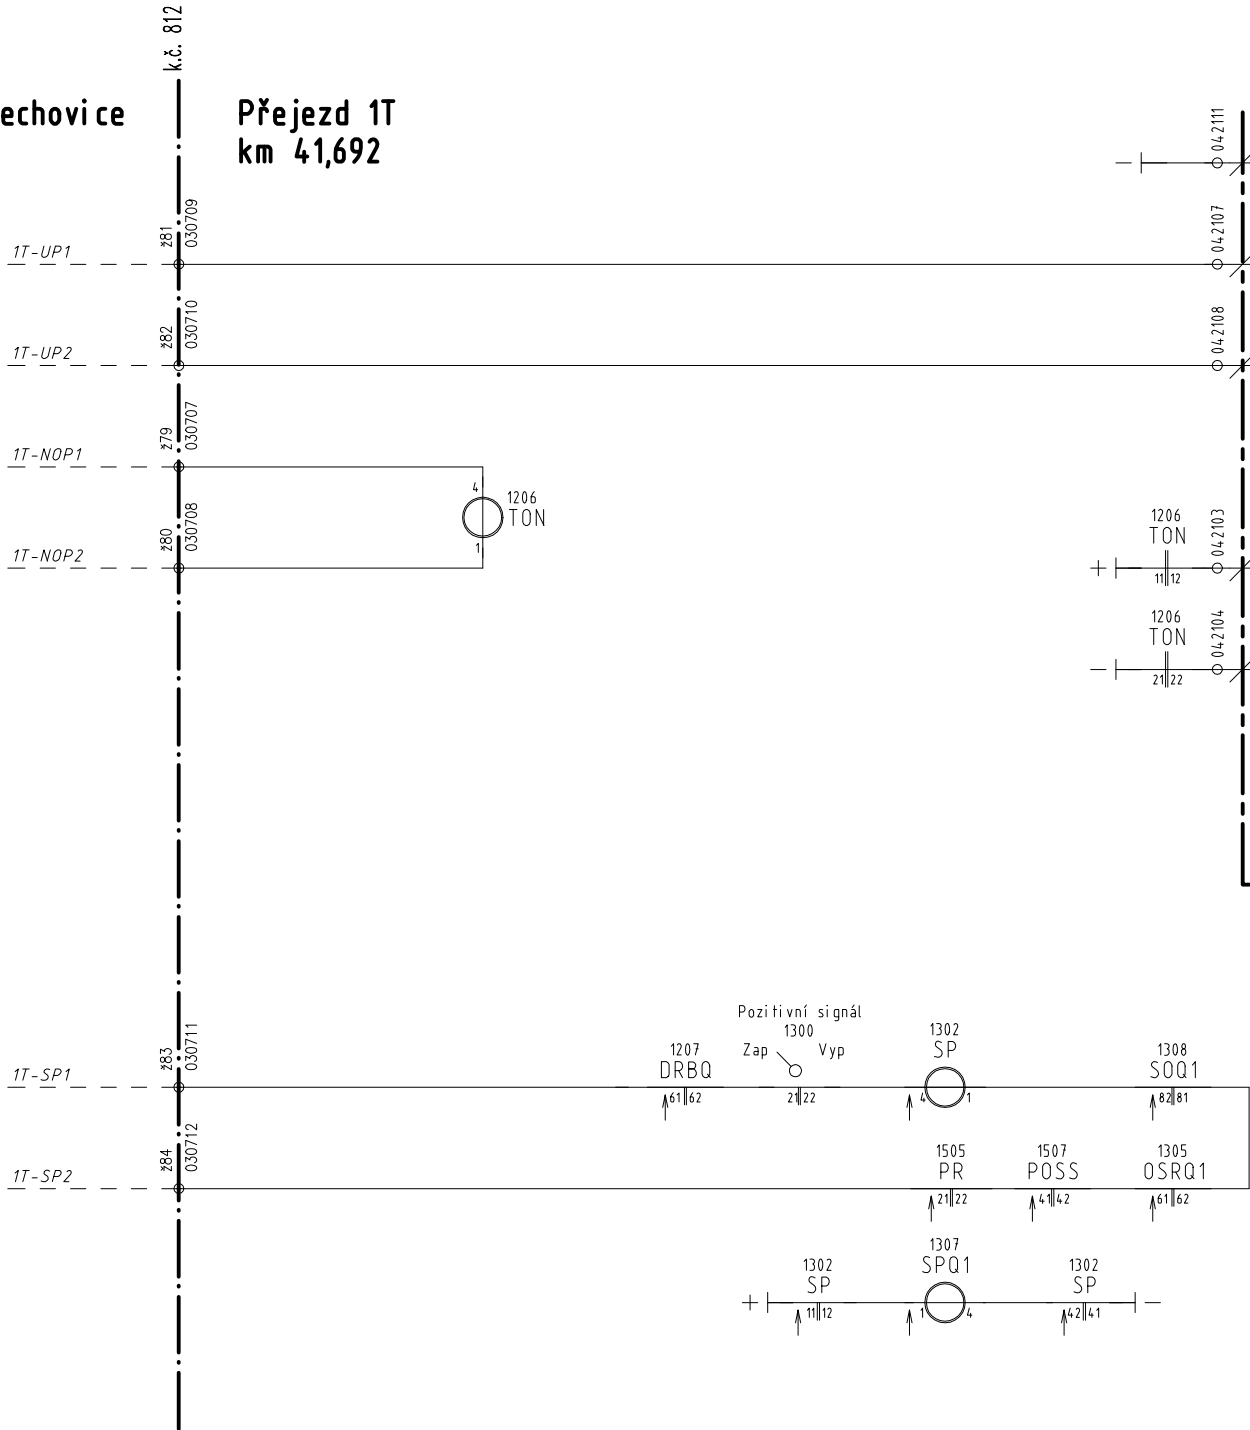 k.č. 812
echovice
Přejezd 1T
km 41,692
042111
1T-UP1
ž81
030709
042107
1T-UP2
ž82
030710
042108
1T-NOP1
ž79
030707
4
1206
TON
1
1T-NOP2
ž80
030708
1206
TON
+
11 12
042103
1206
TON
−
21 22
042104
−
1T-SP1
ž83
030711
1207
DRBQ
61 62
Pozitivní signál
1300
Zap Vyp
21 22
1302
SP
4 1
1308
SOQ1
82 81
1T-SP2
ž84
030712
1505
PR
21 22
1507
POSS
41 42
1305
OSRQ1
61 62
+
1302
SP
11 12
1307
SPQ1
1 4
1302
SP
42 41
−